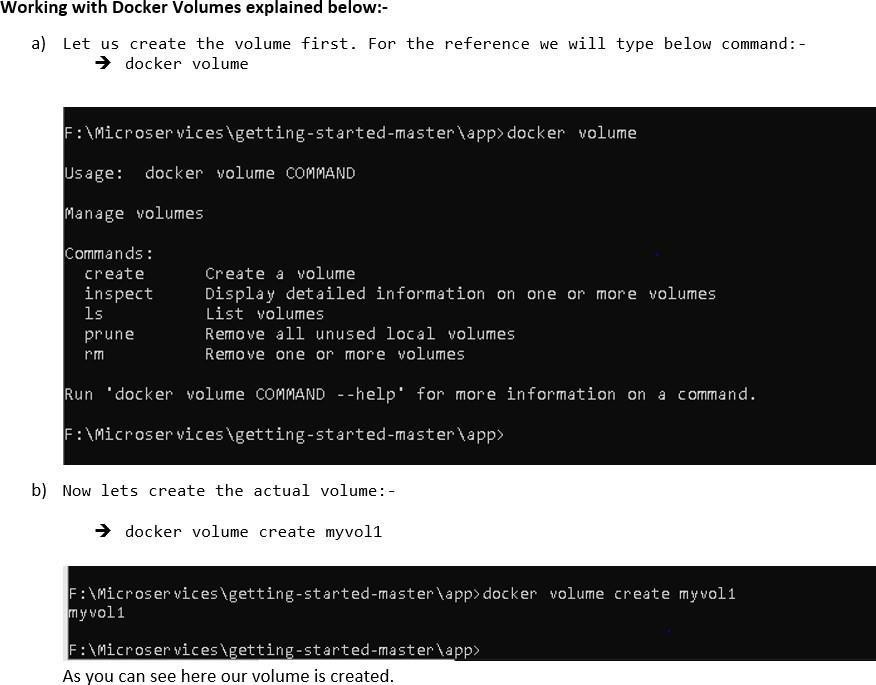 Working with Docker Volumes explained below:-
a) Let us create the volume first. For the reference we will type below command:-
➔ docker volume
F:\Microservices\getting-started-master\app>docker volume
Usage:  docker volume COMMAND
Manage volumes
Commands:
  create      Create a volume
  inspect     Display detailed information on one or more volumes
  ls          List volumes
  prune       Remove all unused local volumes
  rm          Remove one or more volumes
Run 'docker volume COMMAND --help' for more information on a command.
F:\Microservices\getting-started-master\app>
b) Now lets create the actual volume:-
➔ docker volume create myvol1
F:\Microservices\getting-started-master\app>docker volume create myvol1
myvol1
F:\Microservices\getting-started-master\app>
As you can see here our volume is created.